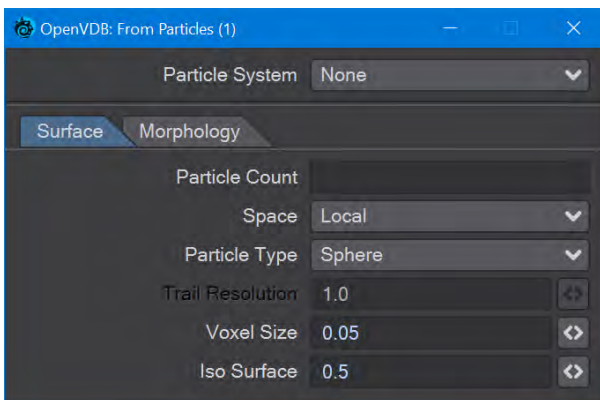 OpenVDB: From Particles (1)
Particle System None
Surface Morphology
Particle Count
Space Local
Particle Type Sphere
Trail Resolution 1.0
Voxel Size 0.05
Iso Surface 0.5